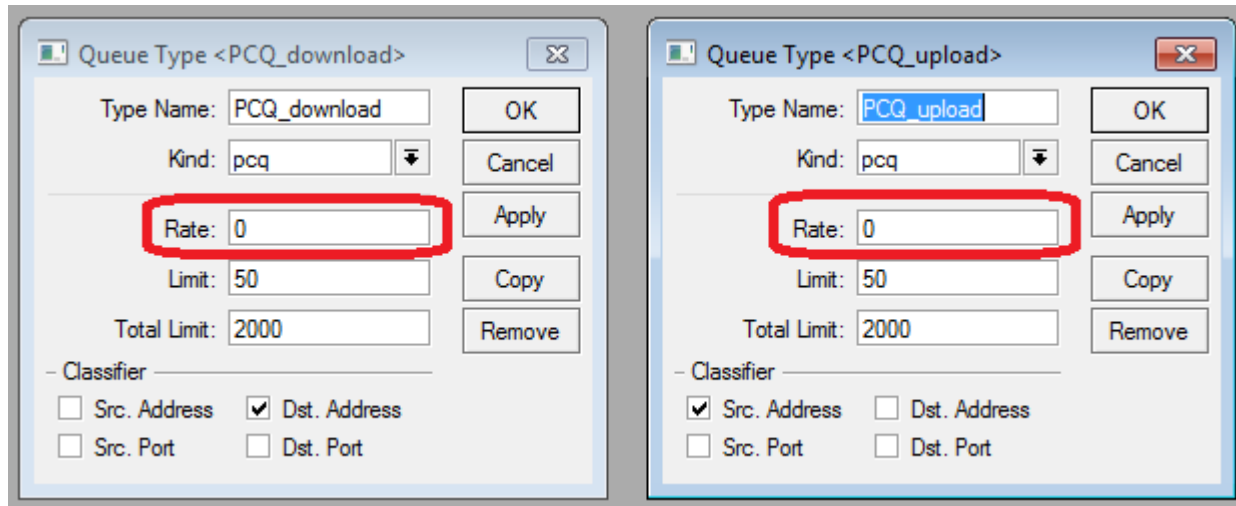 Queue Type <PCQ_download>
Type Name: PCQ_download
OK
Kind: pcq
Cancel
Rate: 0
Apply
Limit: 50
Copy
Total Limit: 2000
Remove
Classifier
Src. Address Dst. Address
Src. Port Dst. Port
Queue Type <PCQ_upload>
Type Name: PCQ_upload
OK
Kind: pcq
Cancel
Rate: 0
Apply
Limit: 50
Copy
Total Limit: 2000
Remove
Classifier
Src. Address Dst. Address
Src. Port Dst. Port